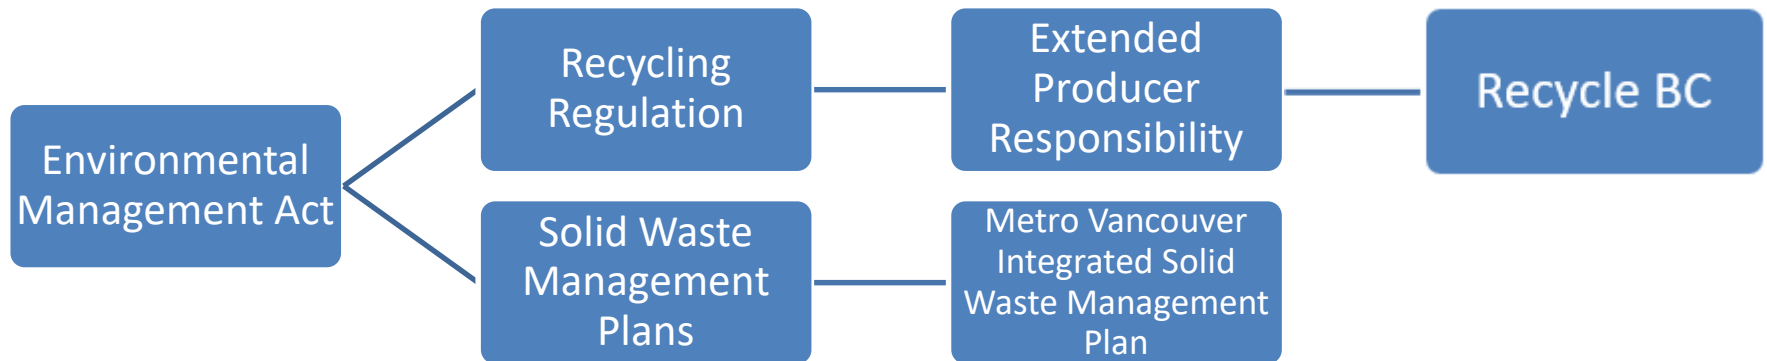 Environmental
Management Act
Recycling
Regulation
Extended
Producer
Responsibility
Recycle BC
Solid Waste
Management
Plans
Metro Vancouver
Integrated Solid
Waste Management
Plan